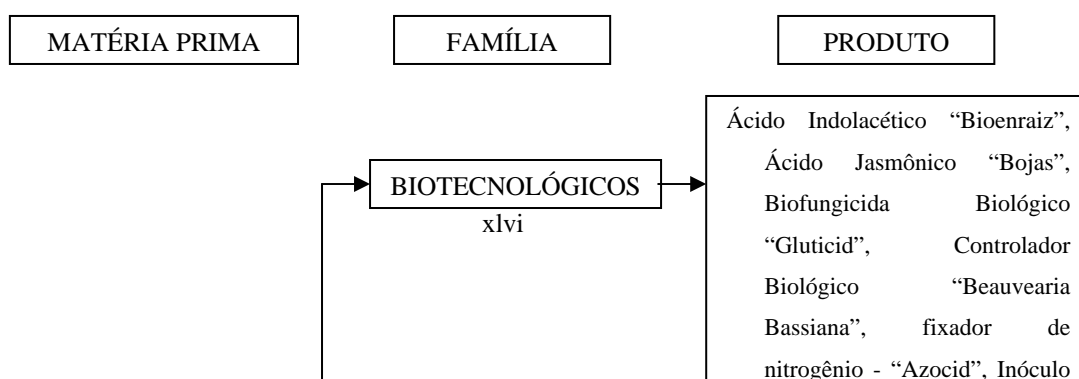 MATÉRIA PRIMA
FAMÍLIA
PRODUTO
BIOTECNOLÓGICOS
xlvi
Ácido Indolacético “Bioenraiz”,
Ácido Jasmônico “Bojas”,
Biofungicida Biológico
“Gluticid”, Controlador
Biológico “Beauvearia
Bassiana”, fixador de
nitrogênio - “Azocid”, Inóculo